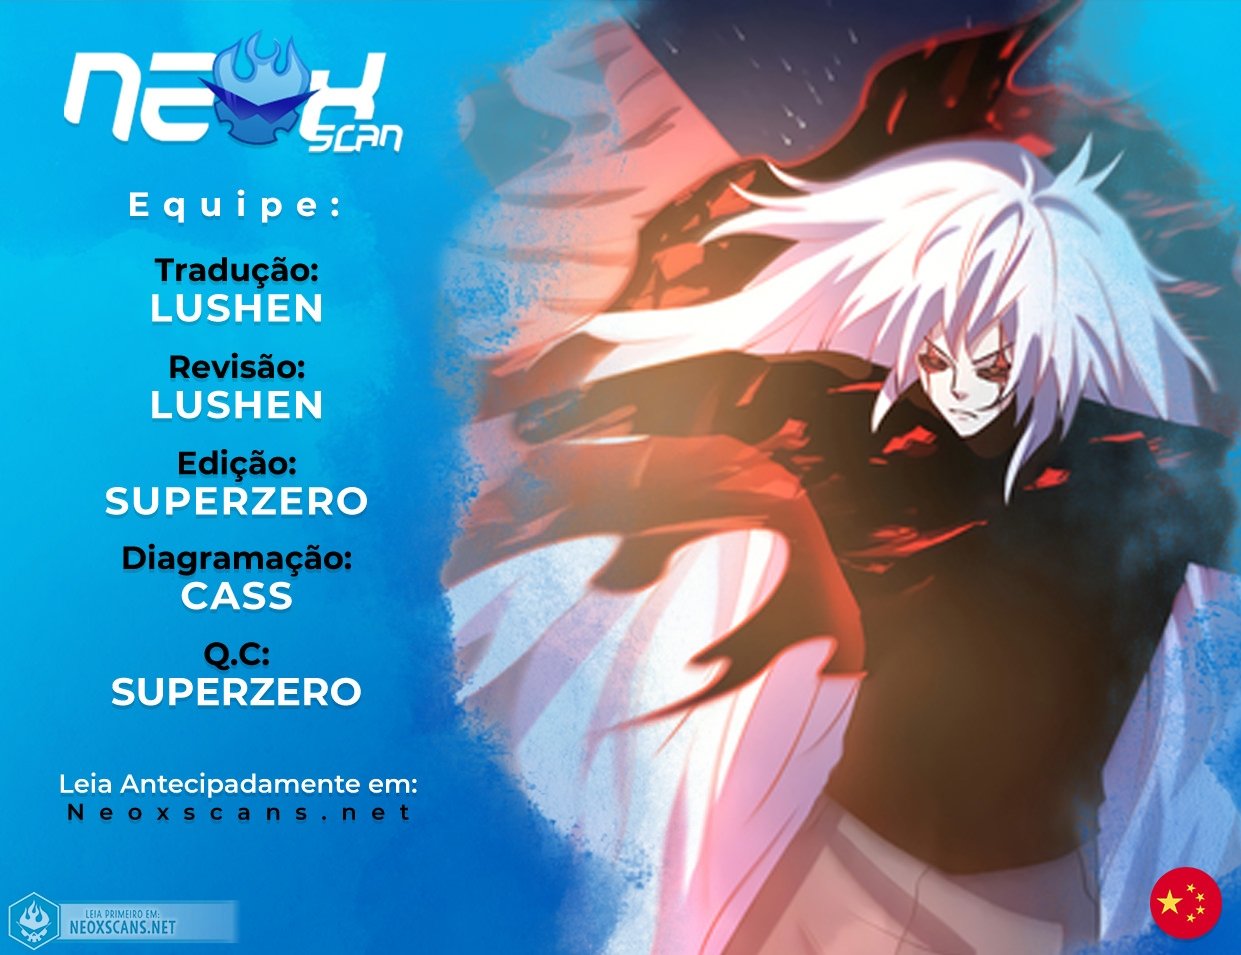 NEOX
SCAN
Equipe:
Tradução:
LUSHEN
Revisão:
LUSHEN
Edição:
SUPERZERO
Diagramação:
CASS
Q.C:
SUPERZERO
Leia Antecipadamente em:
Neoxscans.net
LEIA PRIMEIRO EM:
NEOXSCANS.NET